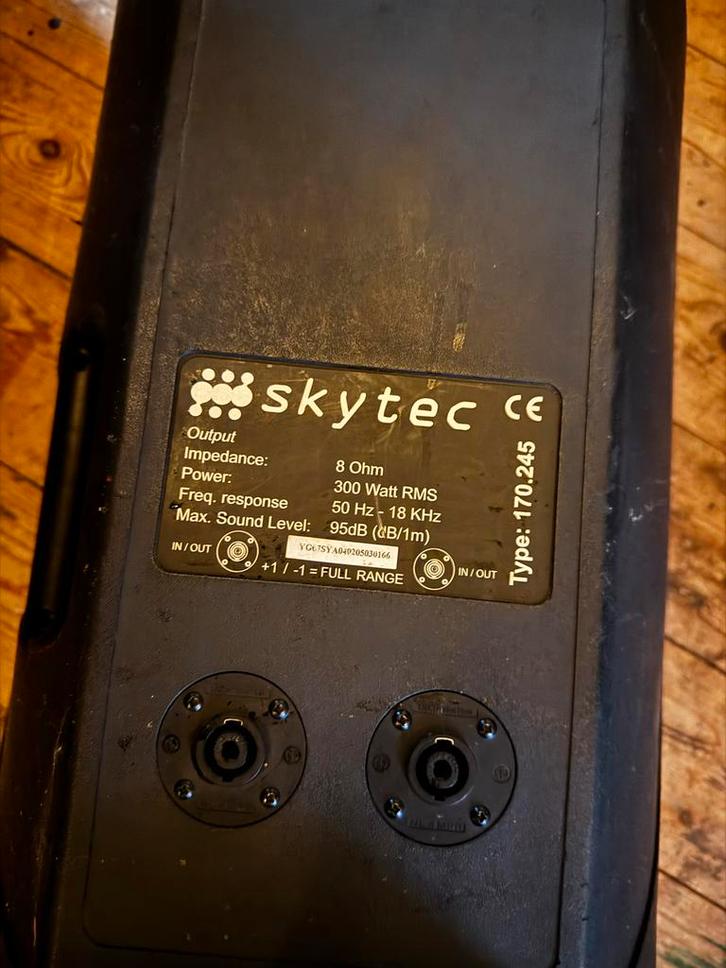 skytec
CE
Output
Impedance: 8 Ohm
Power: 300 Watt RMS
Freq. response 50 Hz - 18 KHz
Max. Sound Level: 95dB (dB/1m)
Type: 170.245
IN / OUT
+1 / -1 = FULL RANGE
IN / OUT